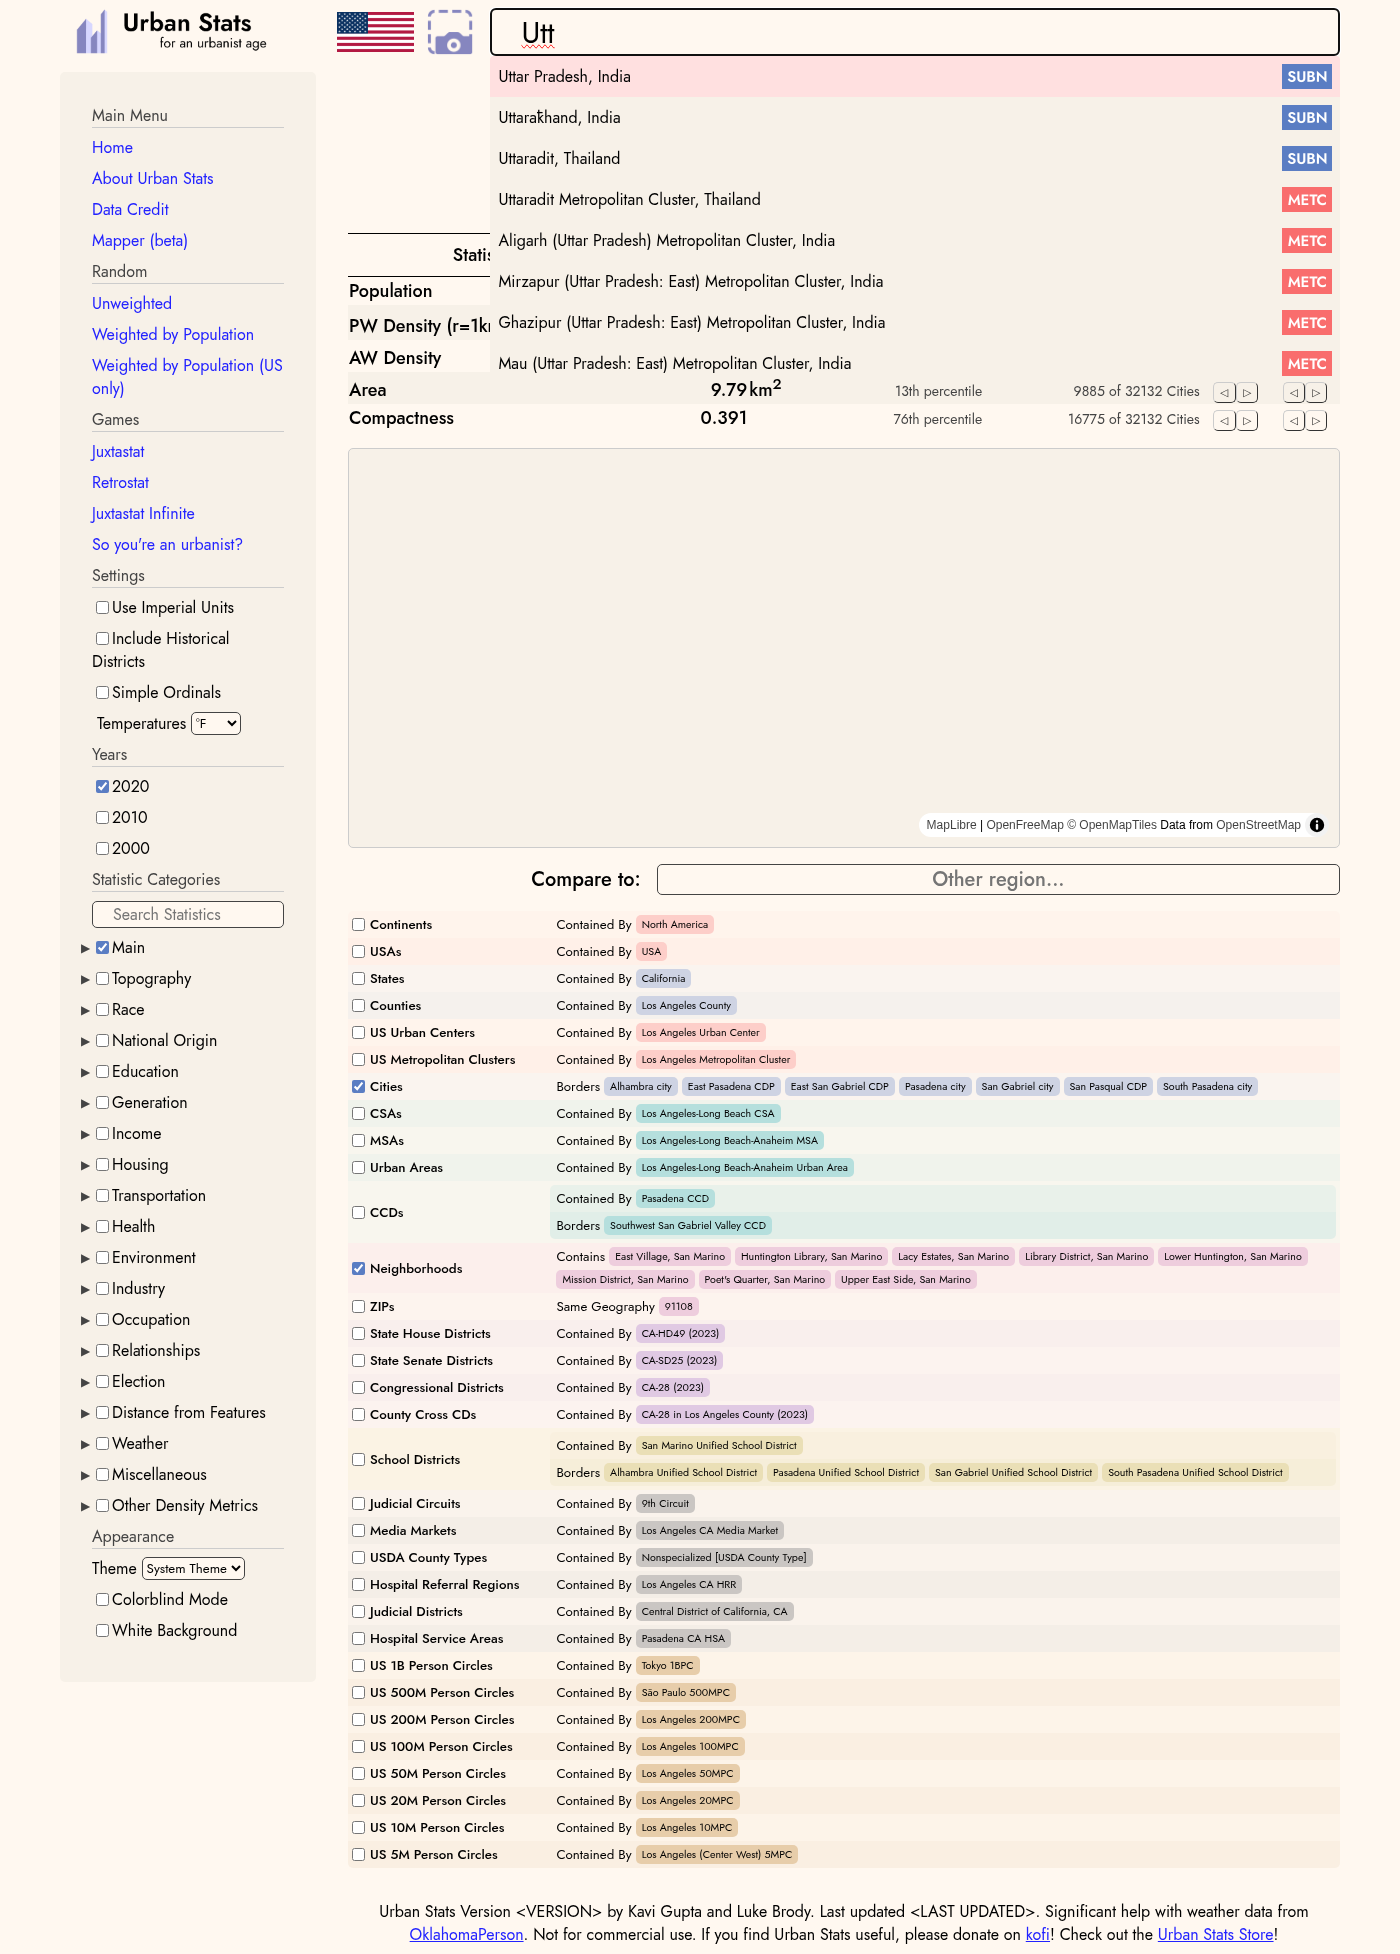 Urban Stats
for an urbanist age
Utt
Uttar Pradesh, India SUBN
Uttarākhand, India SUBN
Uttaradit, Thailand SUBN
Uttaradit Metropolitan Cluster, Thailand METC
Aligarh (Uttar Pradesh) Metropolitan Cluster, India METC
Mirzapur (Uttar Pradesh: East) Metropolitan Cluster, India METC
Ghazipur (Uttar Pradesh: East) Metropolitan Cluster, India METC
Mau (Uttar Pradesh: East) Metropolitan Cluster, India METC
Main Menu
Home
About Urban Stats
Data Credit
Mapper (beta)
Random
Unweighted
Weighted by Population
Weighted by Population (US
only)
Games
Juxtastat
Retrostat
Juxtastat Infinite
So you're an urbanist?
Settings
Use Imperial Units
Include Historical
Districts
Simple Ordinals
Temperatures °F
Years
2020
2010
2000
Statistic Categories
Search Statistics
Main
Topography
Race
National Origin
Education
Generation
Income
Housing
Transportation
Health
Environment
Industry
Occupation
Relationships
Election
Distance from Features
Weather
Miscellaneous
Other Density Metrics
Appearance
Theme System Theme
Colorblind Mode
White Background
Statis
Population
PW Density (r=1k
AW Density
Area 9.79 km² 13th percentile 9885 of 32132 Cities
Compactness 0.391 76th percentile 16775 of 32132 Cities
MapLibre | OpenFreeMap © OpenMapTiles Data from OpenStreetMap
Compare to: Other region...
Continents Contained By North America
USAs Contained By USA
States Contained By California
Counties Contained By Los Angeles County
US Urban Centers Contained By Los Angeles Urban Center
US Metropolitan Clusters Contained By Los Angeles Metropolitan Cluster
Cities Borders Alhambra city East Pasadena CDP East San Gabriel CDP Pasadena city San Gabriel city San Pasqual CDP South Pasadena city
CSAs Contained By Los Angeles-Long Beach CSA
MSAs Contained By Los Angeles-Long Beach-Anaheim MSA
Urban Areas Contained By Los Angeles-Long Beach-Anaheim Urban Area
CCDs Contained By Pasadena CCD
Borders Southwest San Gabriel Valley CCD
Neighborhoods Contains East Village, San Marino Huntington Library, San Marino Lacy Estates, San Marino Library District, San Marino Lower Huntington, San Marino
Mission District, San Marino Poet's Quarter, San Marino Upper East Side, San Marino
ZIPs Same Geography 91108
State House Districts Contained By CA-HD49 (2023)
State Senate Districts Contained By CA-SD25 (2023)
Congressional Districts Contained By CA-28 (2023)
County Cross CDs Contained By CA-28 in Los Angeles County (2023)
School Districts Contained By San Marino Unified School District
Borders Alhambra Unified School District Pasadena Unified School District San Gabriel Unified School District South Pasadena Unified School District
Judicial Circuits Contained By 9th Circuit
Media Markets Contained By Los Angeles CA Media Market
USDA County Types Contained By Nonspecialized [USDA County Type]
Hospital Referral Regions Contained By Los Angeles CA HRR
Judicial Districts Contained By Central District of California, CA
Hospital Service Areas Contained By Pasadena CA HSA
US 1B Person Circles Contained By Tokyo 1BPC
US 500M Person Circles Contained By São Paulo 500MPC
US 200M Person Circles Contained By Los Angeles 200MPC
US 100M Person Circles Contained By Los Angeles 100MPC
US 50M Person Circles Contained By Los Angeles 50MPC
US 20M Person Circles Contained By Los Angeles 20MPC
US 10M Person Circles Contained By Los Angeles 10MPC
US 5M Person Circles Contained By Los Angeles (Center West) 5MPC
Urban Stats Version <VERSION> by Kavi Gupta and Luke Brody. Last updated <LAST UPDATED>. Significant help with weather data from
OklahomaPerson. Not for commercial use. If you find Urban Stats useful, please donate on kofi! Check out the Urban Stats Store!